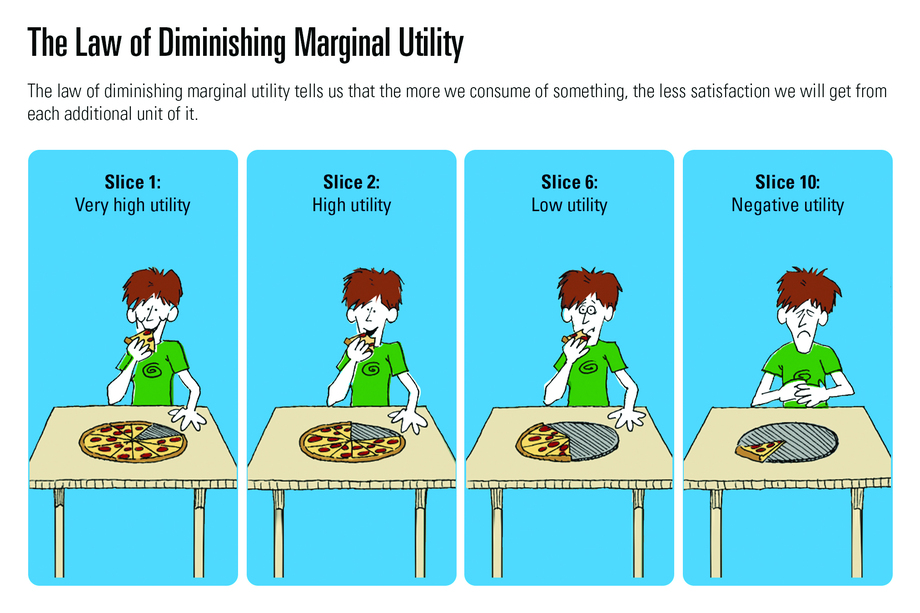 The Law of Diminishing Marginal Utility
The law of diminishing marginal utility tells us that the more we consume of something, the less satisfaction we will get from
each additional unit of it.
Slice 1:
Very high utility
Slice 2:
High utility
Slice 6:
Low utility
Slice 10:
Negative utility